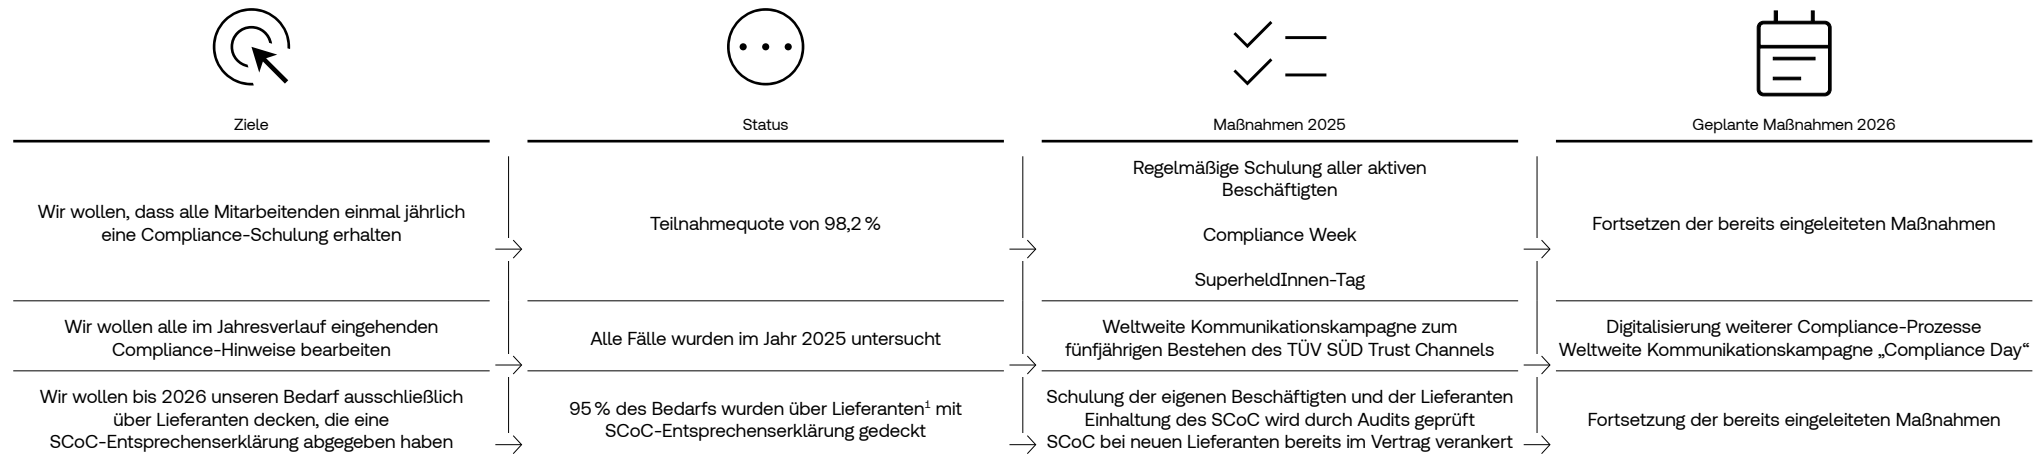 Ziele
Status
Maßnahmen 2025
Geplante Maßnahmen 2026
Wir wollen, dass alle Mitarbeitenden einmal jährlich
eine Compliance-Schulung erhalten
Teilnahmequote von 98,2 %
Regelmäßige Schulung aller aktiven
Beschäftigten
Compliance Week
SuperheldInnen-Tag
Fortsetzen der bereits eingeleiteten Maßnahmen
Wir wollen alle im Jahresverlauf eingehenden
Compliance-Hinweise bearbeiten
Alle Fälle wurden im Jahr 2025 untersucht
Weltweite Kommunikationskampagne zum
fünfjährigen Bestehen des TÜV SÜD Trust Channels
Digitalisierung weiterer Compliance-Prozesse
Weltweite Kommunikationskampagne „Compliance Day“
Wir wollen bis 2026 unseren Bedarf ausschließlich
über Lieferanten decken, die eine
SCoC-Entsprechenserklärung abgegeben haben
95 % des Bedarfs wurden über Lieferanten¹ mit
SCoC-Entsprechenserklärung gedeckt
Schulung der eigenen Beschäftigten und der Lieferanten
Einhaltung des SCoC wird durch Audits geprüft
SCoC bei neuen Lieferanten bereits im Vertrag verankert
Fortsetzung der bereits eingeleiteten Maßnahmen